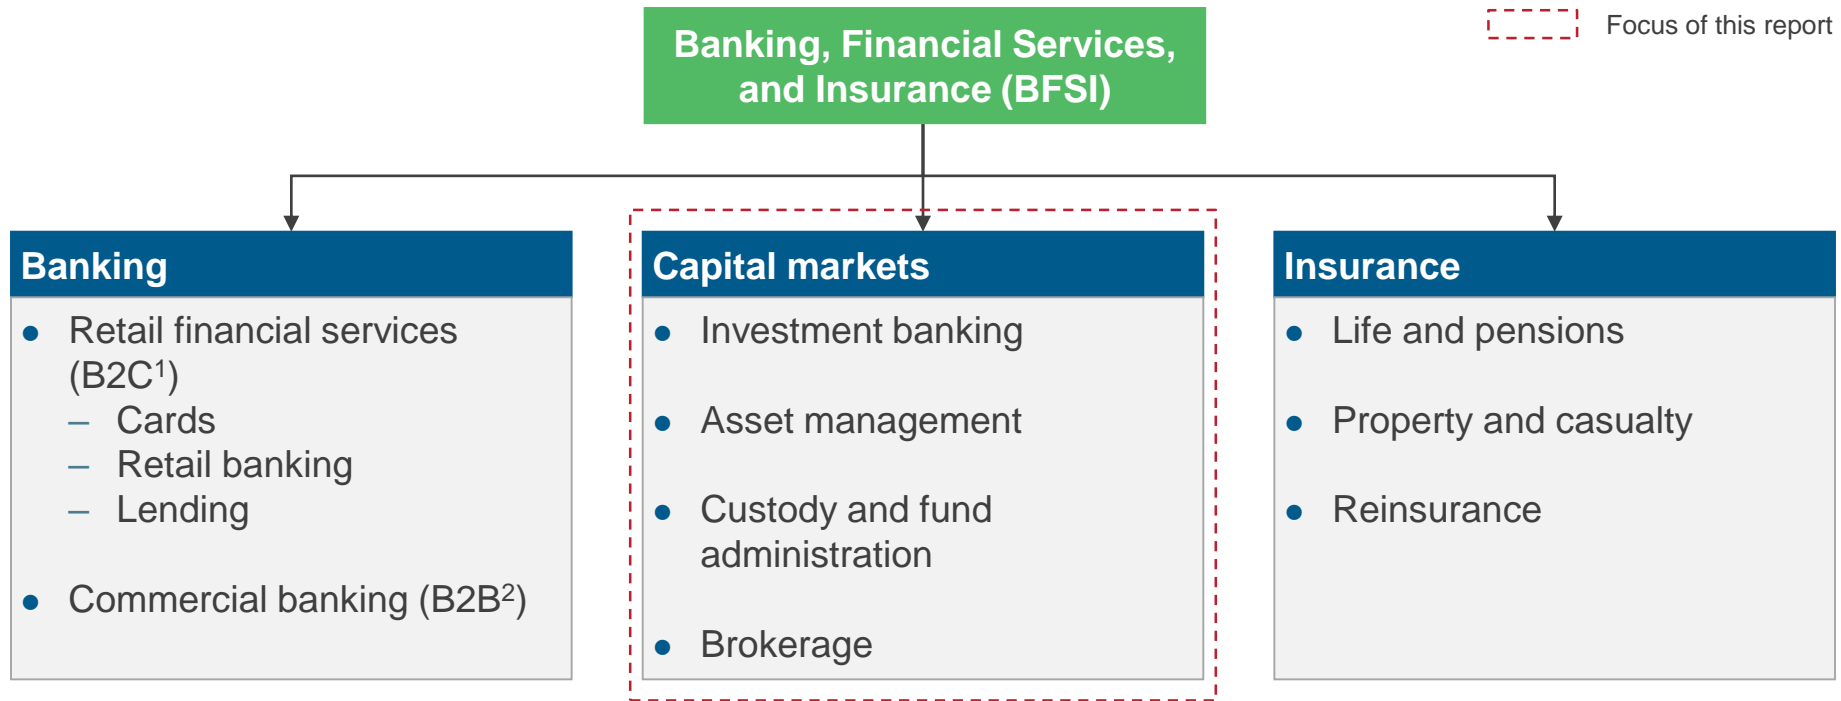 Banking, Financial Services,
and Insurance (BFSI)
Focus of this report
Banking
● Retail financial services
(B2C¹)
– Cards
– Retail banking
– Lending
● Commercial banking (B2B²)
Capital markets
● Investment banking
● Asset management
● Custody and fund
administration
● Brokerage
Insurance
● Life and pensions
● Property and casualty
● Reinsurance